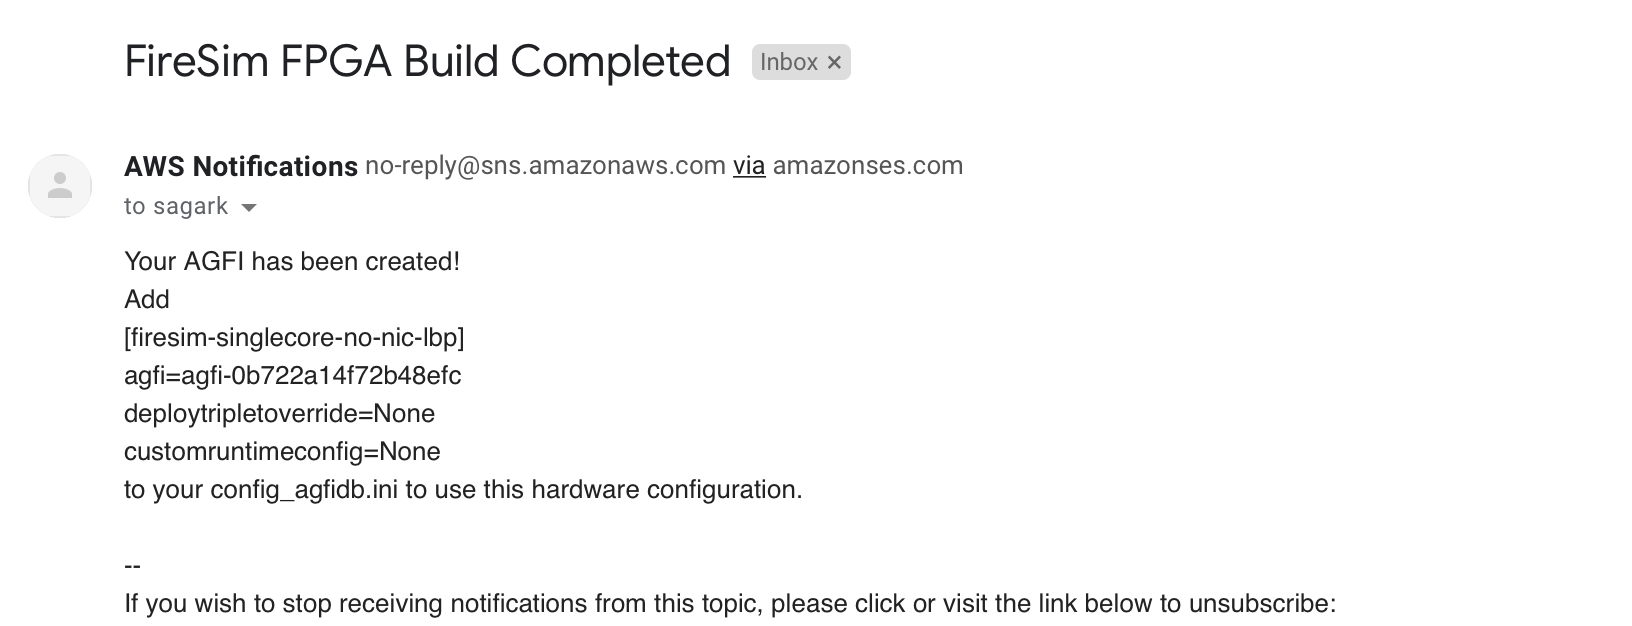 FireSim FPGA Build Completed Inbox ×
AWS Notifications no-reply@sns.amazonaws.com via amazonses.com
to sagark
Your AGFI has been created!
Add
[firesim-singlecore-no-nic-lbp]
agfi=agfi-0b722a14f72b48efc
deploytripletoverride=None
customruntimeconfig=None
to your config_agfidb.ini to use this hardware configuration.
--
If you wish to stop receiving notifications from this topic, please click or visit the link below to unsubscribe: